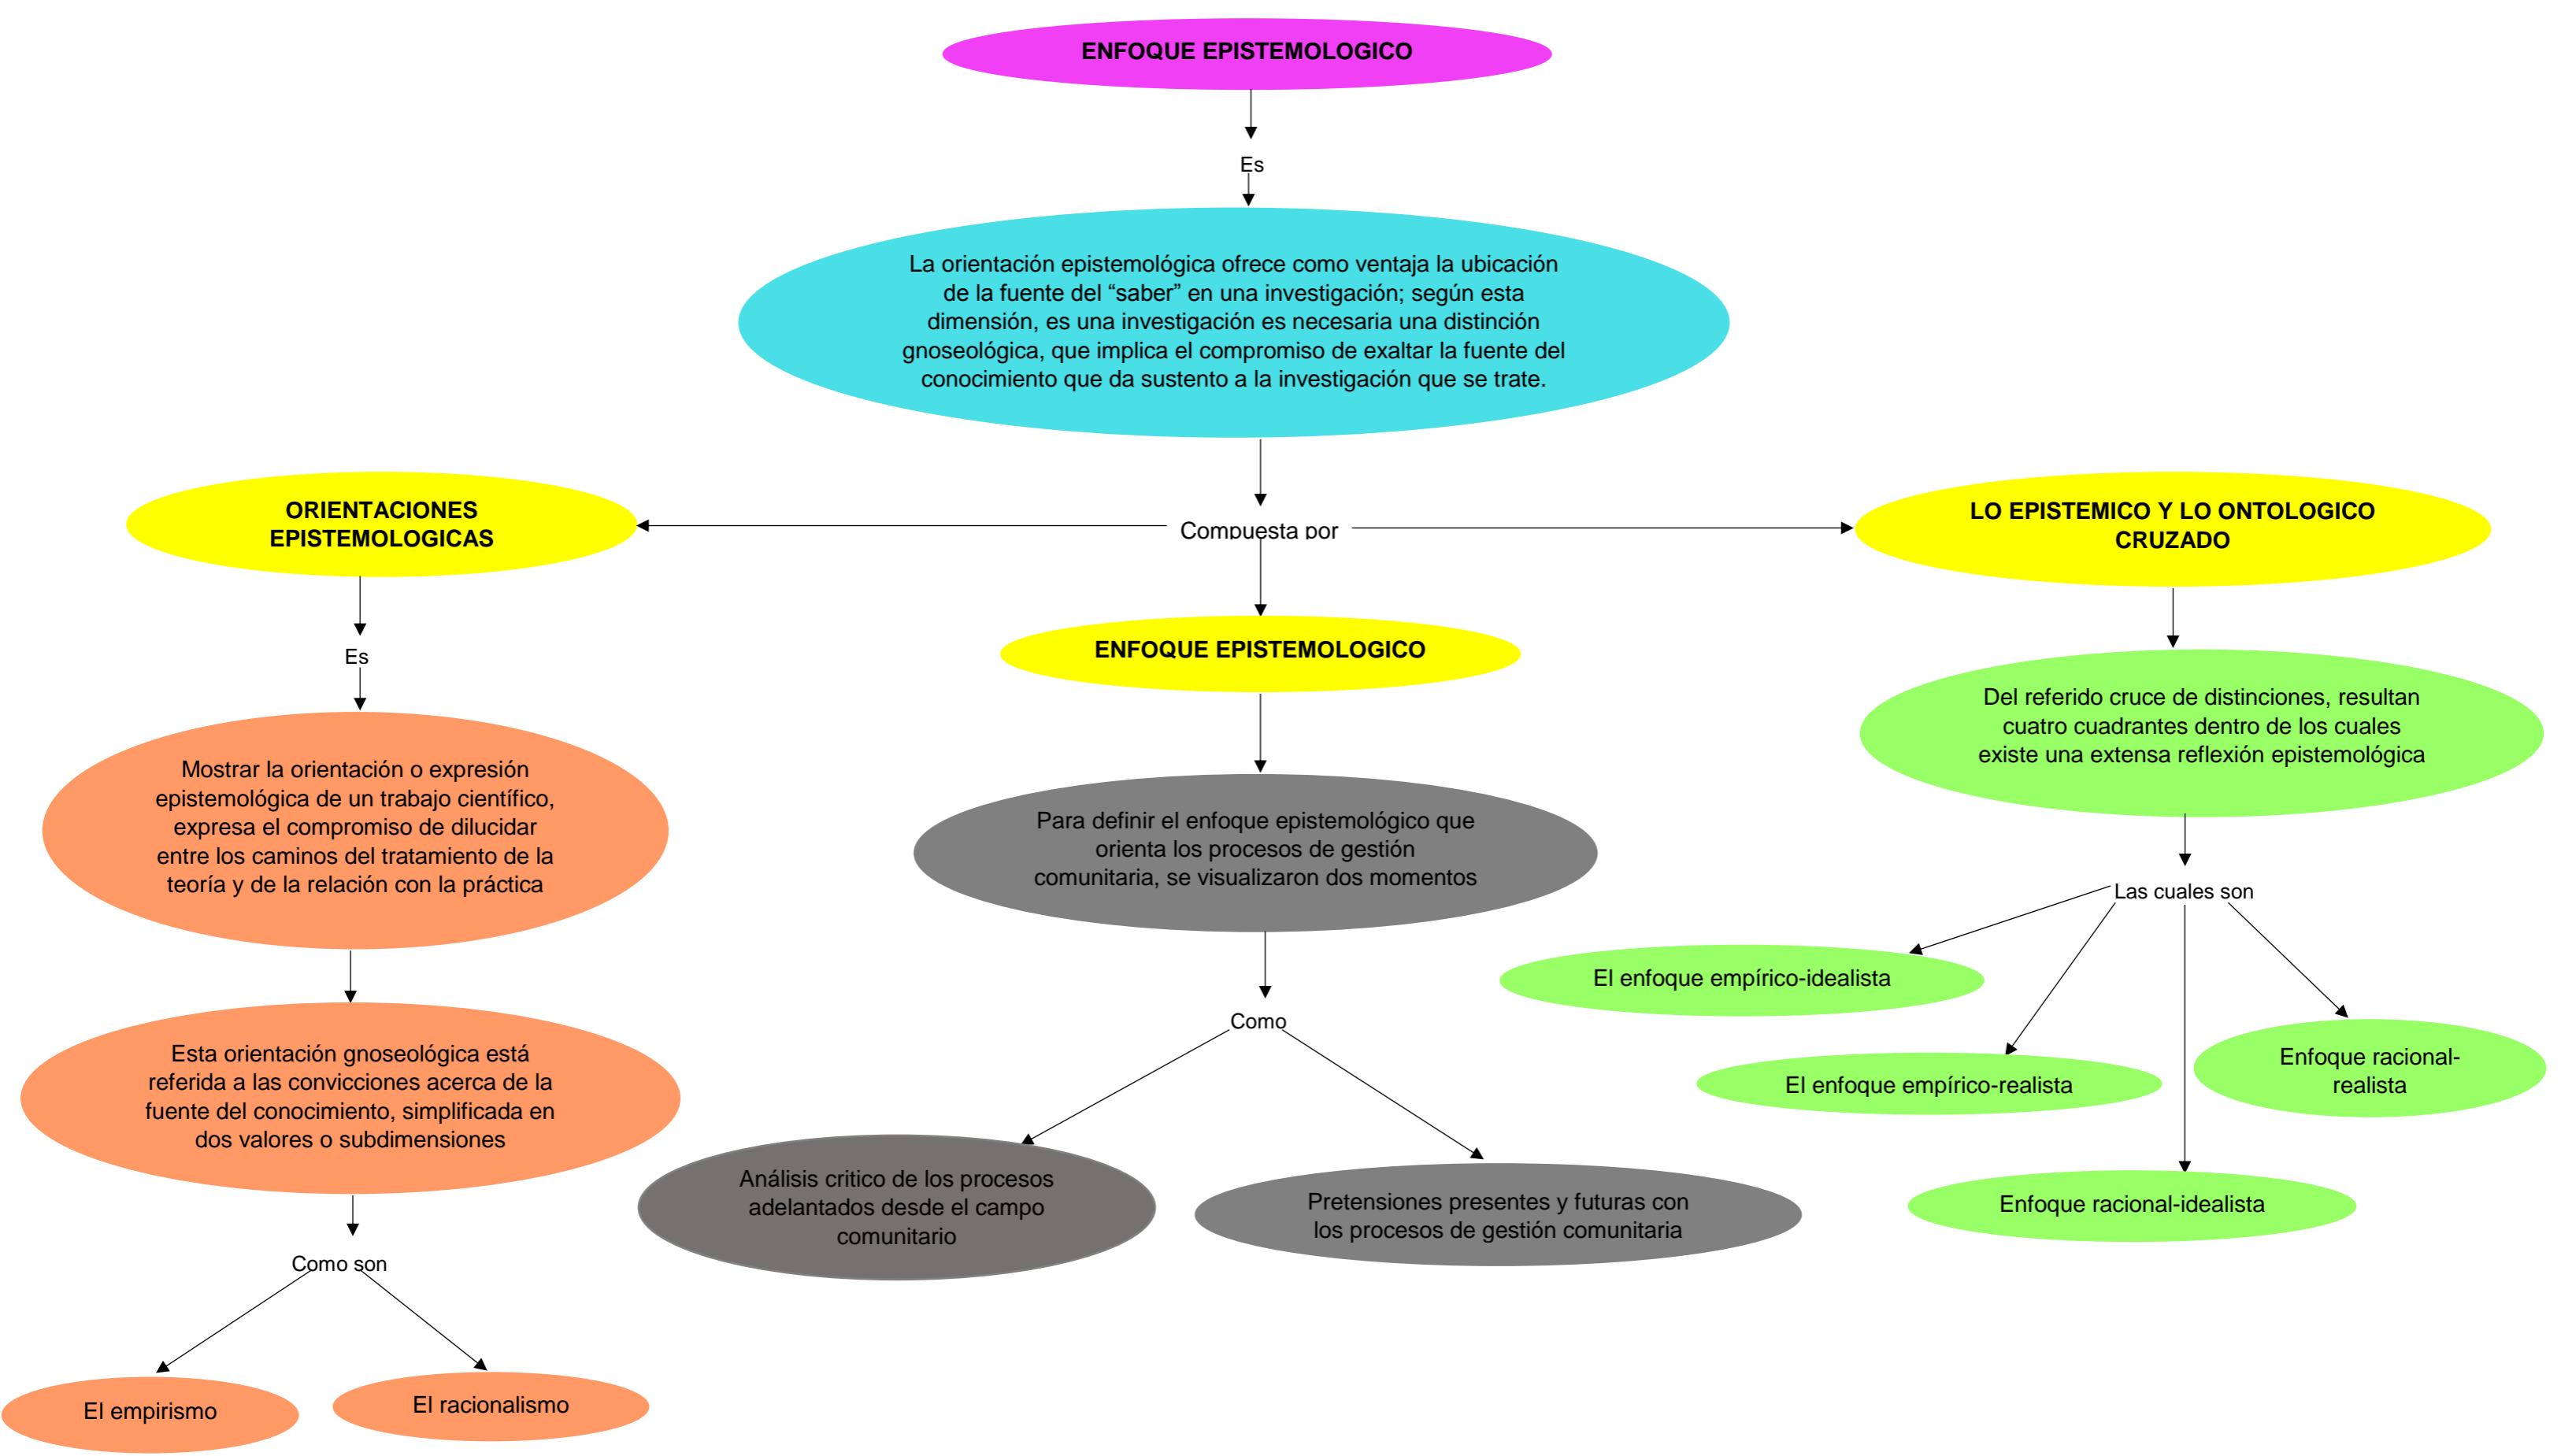 ENFOQUE EPISTEMOLOGICO
Es
La orientación epistemológica ofrece como ventaja la ubicación
de la fuente del “saber” en una investigación; según esta
dimensión, es una investigación es necesaria una distinción
gnoseológica, que implica el compromiso de exaltar la fuente del
conocimiento que da sustento a la investigación que se trate.
Compuesta por
ORIENTACIONES
EPISTEMOLOGICAS
Es
Mostrar la orientación o expresión
epistemológica de un trabajo científico,
expresa el compromiso de dilucidar
entre los caminos del tratamiento de la
teoría y de la relación con la práctica
Esta orientación gnoseológica está
referida a las convicciones acerca de la
fuente del conocimiento, simplificada en
dos valores o subdimensiones
Como son
El empirismo
El racionalismo
ENFOQUE EPISTEMOLOGICO
Para definir el enfoque epistemológico que
orienta los procesos de gestión
comunitaria, se visualizaron dos momentos
Como
Análisis critico de los procesos
adelantados desde el campo
comunitario
Pretensiones presentes y futuras con
los procesos de gestión comunitaria
LO EPISTEMICO Y LO ONTOLOGICO
CRUZADO
Del referido cruce de distinciones, resultan
cuatro cuadrantes dentro de los cuales
existe una extensa reflexión epistemológica
Las cuales son
El enfoque empírico-idealista
El enfoque empírico-realista
Enfoque racional-idealista
Enfoque racional-
realista